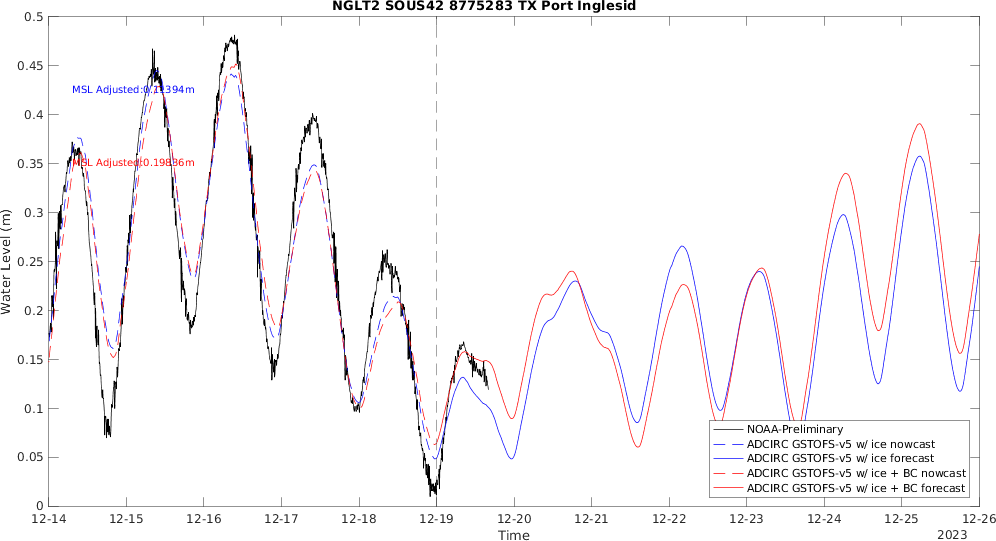 NGLT2 SOUS42 8775283 TX Port Inglesid
0.5
0.45
0.4
0.35
0.3
0.25
0.2
0.15
0.1
0.05
0
Water Level (m)
MSL Adjusted:0.12394m
MSL Adjusted:0.19836m
NOAA-Preliminary
ADCIRC GSTOFS-v5 w/ ice nowcast
ADCIRC GSTOFS-v5 w/ ice forecast
ADCIRC GSTOFS-v5 w/ ice + BC nowcast
ADCIRC GSTOFS-v5 w/ ice + BC forecast
12-14 12-15 12-16 12-17 12-18 12-19 12-20 12-21 12-22 12-23 12-24 12-25 12-26
Time
2023